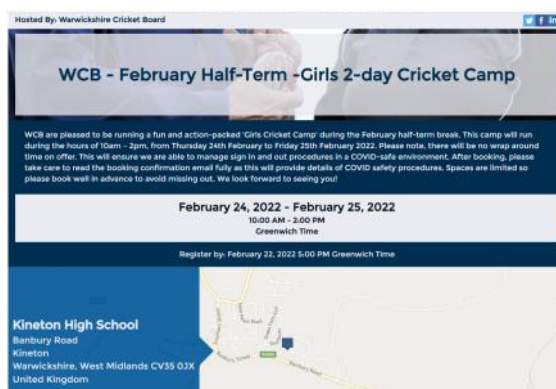 Hosted By: Warwickshire Cricket Board
WCB - February Half-Term -Girls 2-day Cricket Camp
WCB are pleased to be running a fun and action-packed 'Girls Cricket Camp' during the February half-term break. This camp will run
during the hours of 10am - 2pm, from Thursday 24th February to Friday 25th February 2022. Please note, there will be no wrap around
time on offer. This will ensure we are able to manage sign in and out procedures in a COVID-safe environment. After booking, please
take care to read the booking confirmation email fully as this will provide details of COVID safety procedures. Spaces are limited so
please book well in advance to avoid missing out. We look forward to seeing you!
February 24, 2022 - February 25, 2022
10:00 AM - 2:00 PM
Greenwich Time
Register by: February 22, 2022 5:00 PM Greenwich Time
Kineton High School
Banbury Road
Kineton
Warwickshire, West Midlands CV35 0JX
United Kingdom
Banbury Street
Banbury Road